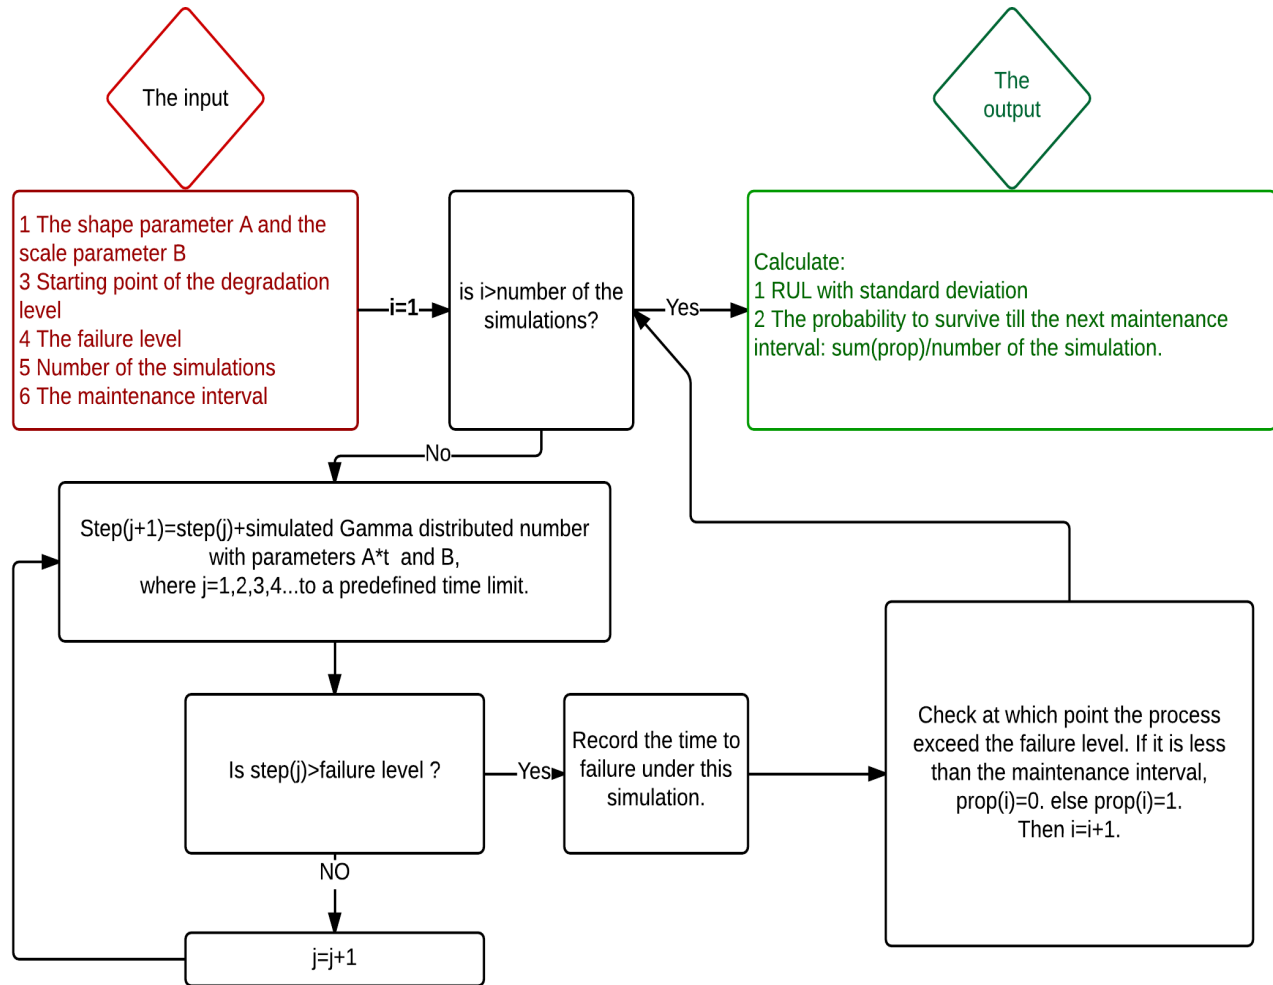 The input
The
output
1 The shape parameter A and the
scale parameter B
3 Starting point of the degradation
level
4 The failure level
5 Number of the simulations
6 The maintenance interval
i=1
is i>number of the
simulations?
Yes
Calculate:
1 RUL with standard deviation
2 The probability to survive till the next maintenance
interval: sum(prop)/number of the simulation.
No
Step(j+1)=step(j)+simulated Gamma distributed number
with parameters A*t  and B,
where j=1,2,3,4...to a predefined time limit.
Is step(j)>failure level ?
Yes
Record the time to
failure under this
simulation.
Check at which point the process
exceed the failure level. If it is less
than the maintenance interval,
prop(i)=0. else prop(i)=1.
Then i=i+1.
NO
j=j+1